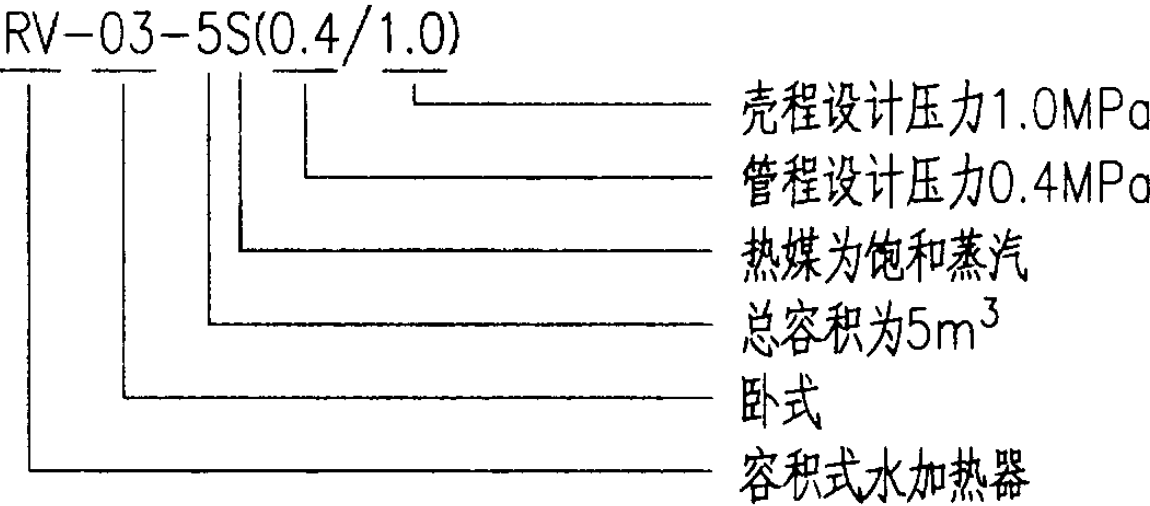 RV-03-5S(0.4/1.0)
壳程设计压力1.0MPa
管程设计压力0.4MPa
热媒为饱和蒸汽
总容积为5m³
卧式
容积式水加热器